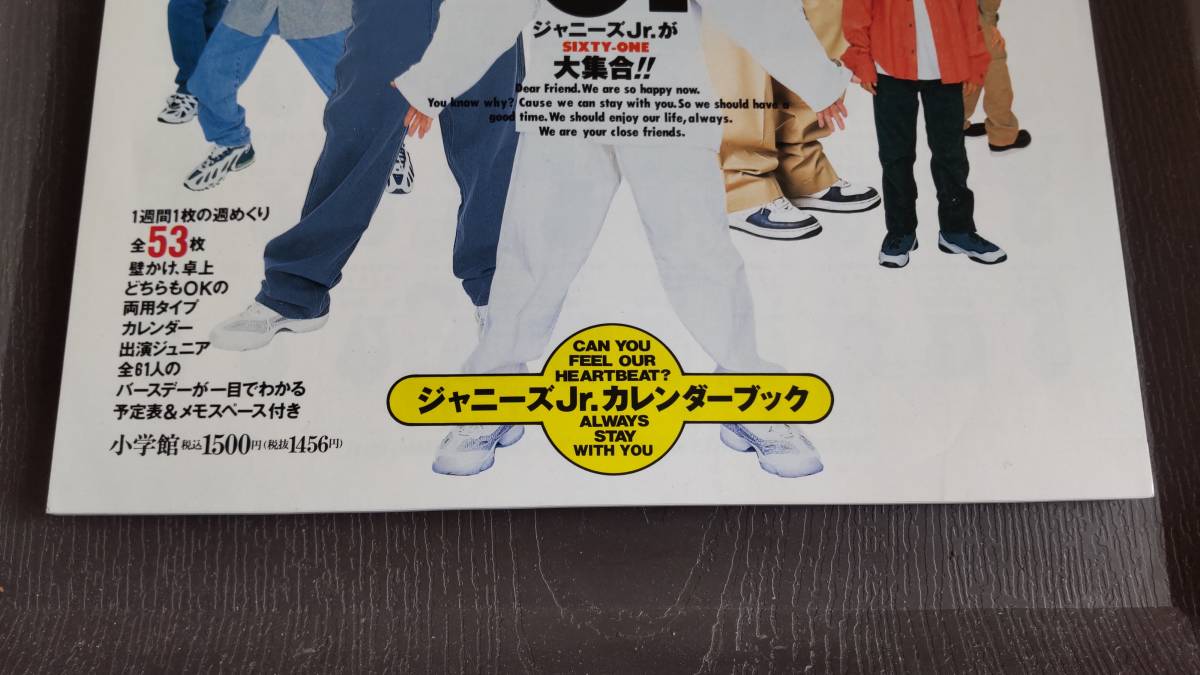 ジャニーズJr.が
SIXTY-ONE
大集合!!
Dear Friend.We are so happy now.
You know why? Cause we can stay with you.So we should have a
good time.We should enjoy our life,always.
We are your close friends.
1週間1枚の週めくり
全53枚
壁かけ、卓上
どちらもOKの
両用タイプ
カレンダー
出演ジュニア
全61人の
バースデーが一目でわかる
予定表&メモスペース付き
小学館 税込1500円(税抜1456円)
CAN YOU
FEEL OUR
HEARTBEAT?
ジャニーズJr.カレンダーブック
ALWAYS
STAY
WITH YOU